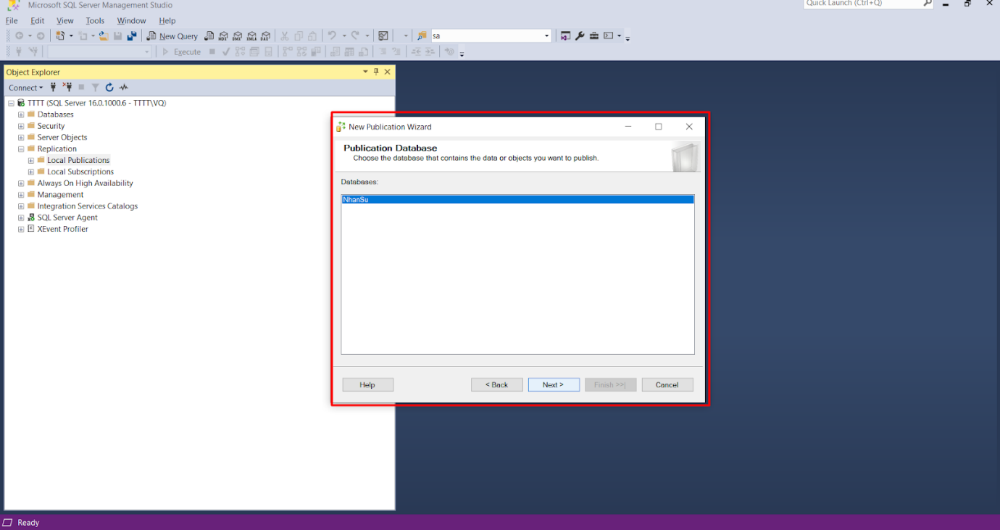 Microsoft SQL Server Management Studio
Quick Launch (Ctrl+Q)
File Edit View Tools Window Help
New Query MDX DMX XMLA DAX sa
Execute
Object Explorer
Connect
TTTT (SQL Server 16.0.1000.6 - TTTT\VQ)
Databases
Security
Server Objects
Replication
Local Publications
Local Subscriptions
Always On High Availability
Management
Integration Services Catalogs
SQL Server Agent
XEvent Profiler
New Publication Wizard
Publication Database
Choose the database that contains the data or objects you want to publish.
Databases:
NhanSu
Help < Back Next > Finish >>| Cancel
Ready